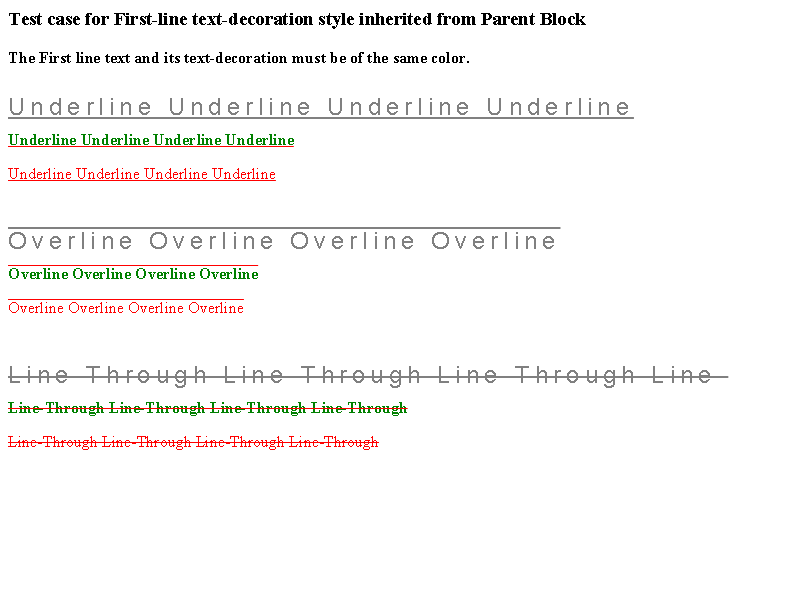 Test case for First-line text-decoration style inherited from Parent Block
The First line text and its text-decoration must be of the same color.
Underline Underline Underline Underline
Underline Underline Underline Underline
Underline Underline Underline Underline
Overline Overline Overline Overline
Overline Overline Overline Overline
Overline Overline Overline Overline
Line Through Line Through Line Through Line
Line-Through Line-Through Line-Through Line-Through
Line-Through Line-Through Line-Through Line-Through